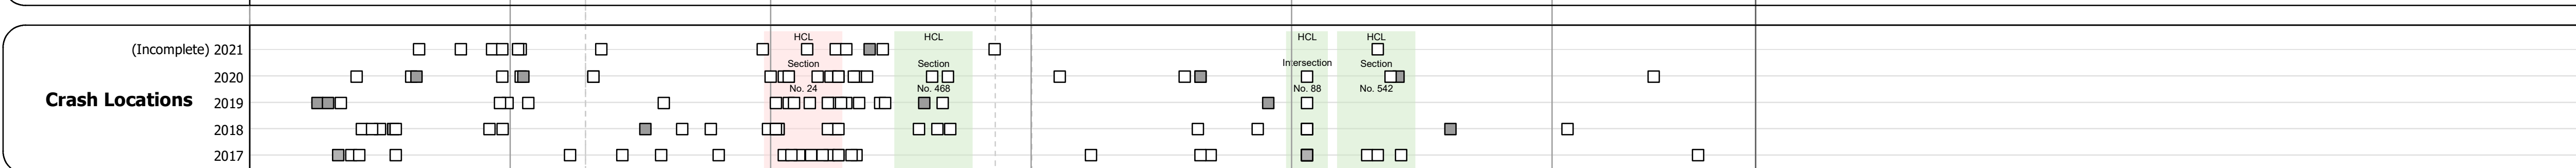 Crash Locations
(Incomplete) 2021
2020
2019
2018
2017
HCL
Section
No. 24
HCL
Section
No. 468
HCL
Intersection
No. 88
HCL
Section
No. 542